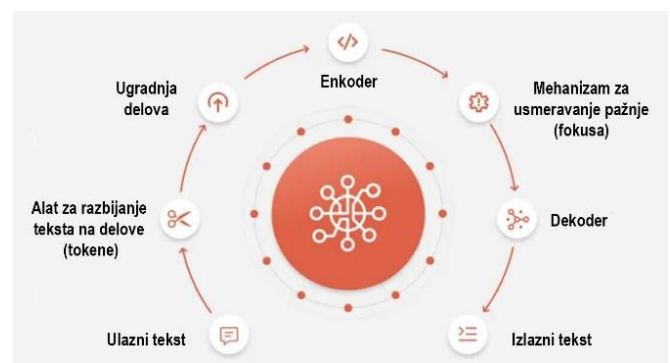 Ulazni tekst
Alat za razbijanje
teksta na delove
(tokene)
Ugradnja
delova
Enkoder
Mehanizam za
usmeravanje pažnje
(fokusa)
Dekoder
Izlazni tekst